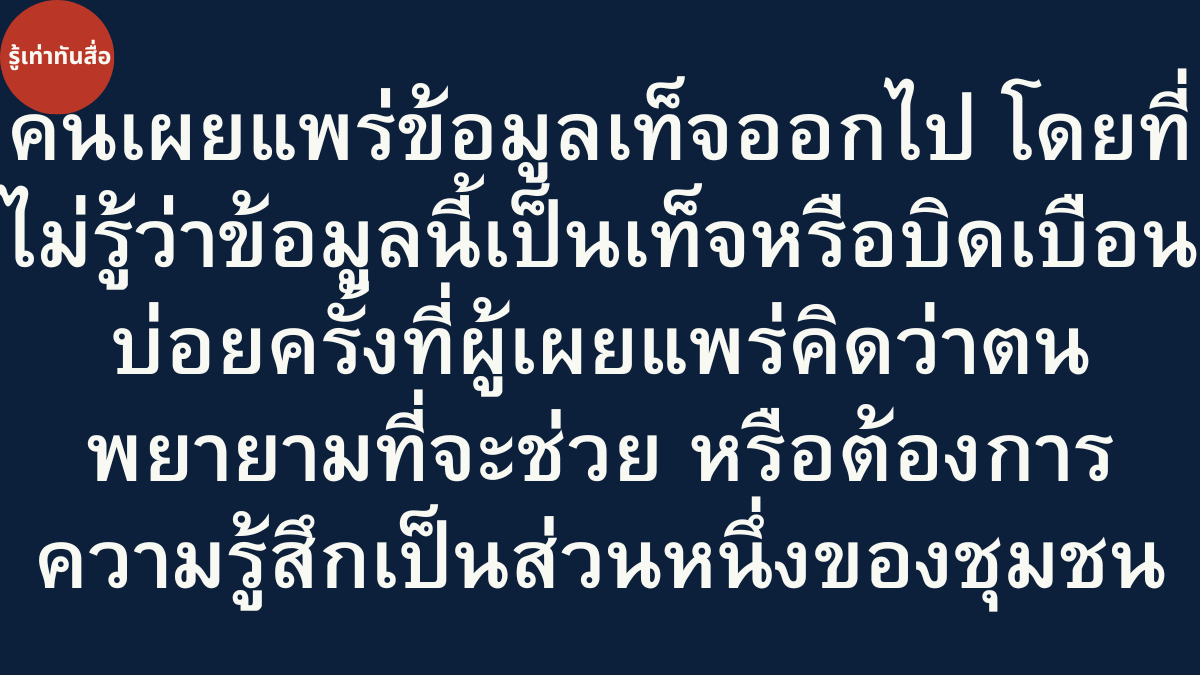 รู้เท่าทันสื่อ
คนเผยแพร่ข้อมูลเท็จออกไป โดยที่
ไม่รู้ว่าข้อมูลนี้เป็นเท็จหรือบิดเบือน
บ่อยครั้งที่ผู้เผยแพร่คิดว่าตน
พยายามที่จะช่วย หรือต้องการ
ความรู้สึกเป็นส่วนหนึ่งของชุมชน